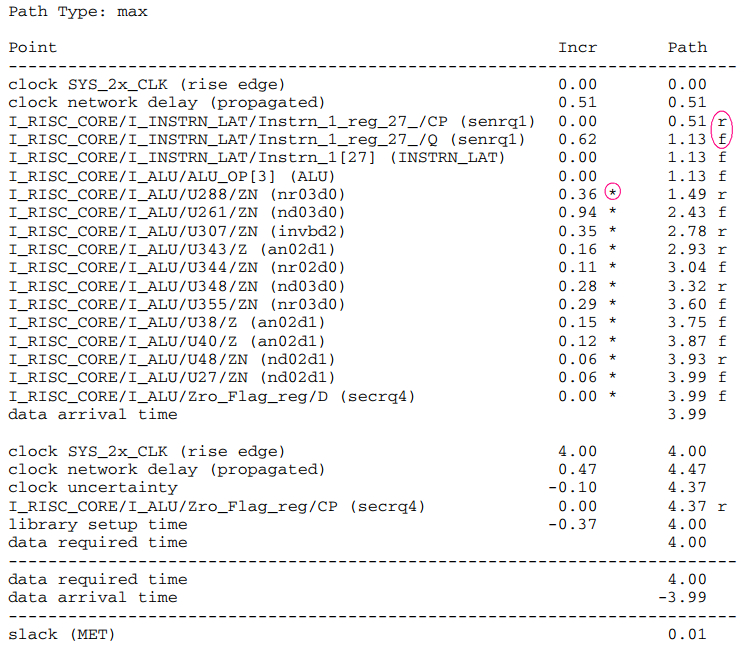 Path Type: max
Point Incr Path
clock SYS_2x_CLK (rise edge) 0.00 0.00
clock network delay (propagated) 0.51 0.51
I_RISC_CORE/I_INSTRN_LAT/Instrn_1_reg_27_/CP (senrq1) 0.00 0.51 r
I_RISC_CORE/I_INSTRN_LAT/Instrn_1_reg_27_/Q (senrq1) 0.62 1.13 f
I_RISC_CORE/I_INSTRN_LAT/Instrn_1[27] (INSTRN_LAT) 0.00 1.13 f
I_RISC_CORE/I_ALU/ALU_OP[3] (ALU) 0.00 1.13 f
I_RISC_CORE/I_ALU/U288/ZN (nr03d0) 0.36 * 1.49 r
I_RISC_CORE/I_ALU/U261/ZN (nd03d0) 0.94 * 2.43 f
I_RISC_CORE/I_ALU/U307/ZN (invbd2) 0.35 * 2.78 r
I_RISC_CORE/I_ALU/U343/Z (an02d1) 0.16 * 2.93 r
I_RISC_CORE/I_ALU/U344/ZN (nr02d0) 0.11 * 3.04 f
I_RISC_CORE/I_ALU/U348/ZN (nd03d0) 0.28 * 3.32 r
I_RISC_CORE/I_ALU/U355/ZN (nr03d0) 0.29 * 3.60 f
I_RISC_CORE/I_ALU/U38/Z (an02d1) 0.15 * 3.75 f
I_RISC_CORE/I_ALU/U40/Z (an02d1) 0.12 * 3.87 f
I_RISC_CORE/I_ALU/U48/ZN (nd02d1) 0.06 * 3.93 r
I_RISC_CORE/I_ALU/U27/ZN (nd02d1) 0.06 * 3.99 f
I_RISC_CORE/I_ALU/Zro_Flag_reg/D (secrq4) 0.00 * 3.99 f
data arrival time 3.99
clock SYS_2x_CLK (rise edge) 4.00 4.00
clock network delay (propagated) 0.47 4.47
clock uncertainty -0.10 4.37
I_RISC_CORE/I_ALU/Zro_Flag_reg/CP (secrq4) 0.00 4.37 r
library setup time -0.37 4.00
data required time 4.00
data required time 4.00
data arrival time -3.99
slack (MET) 0.01